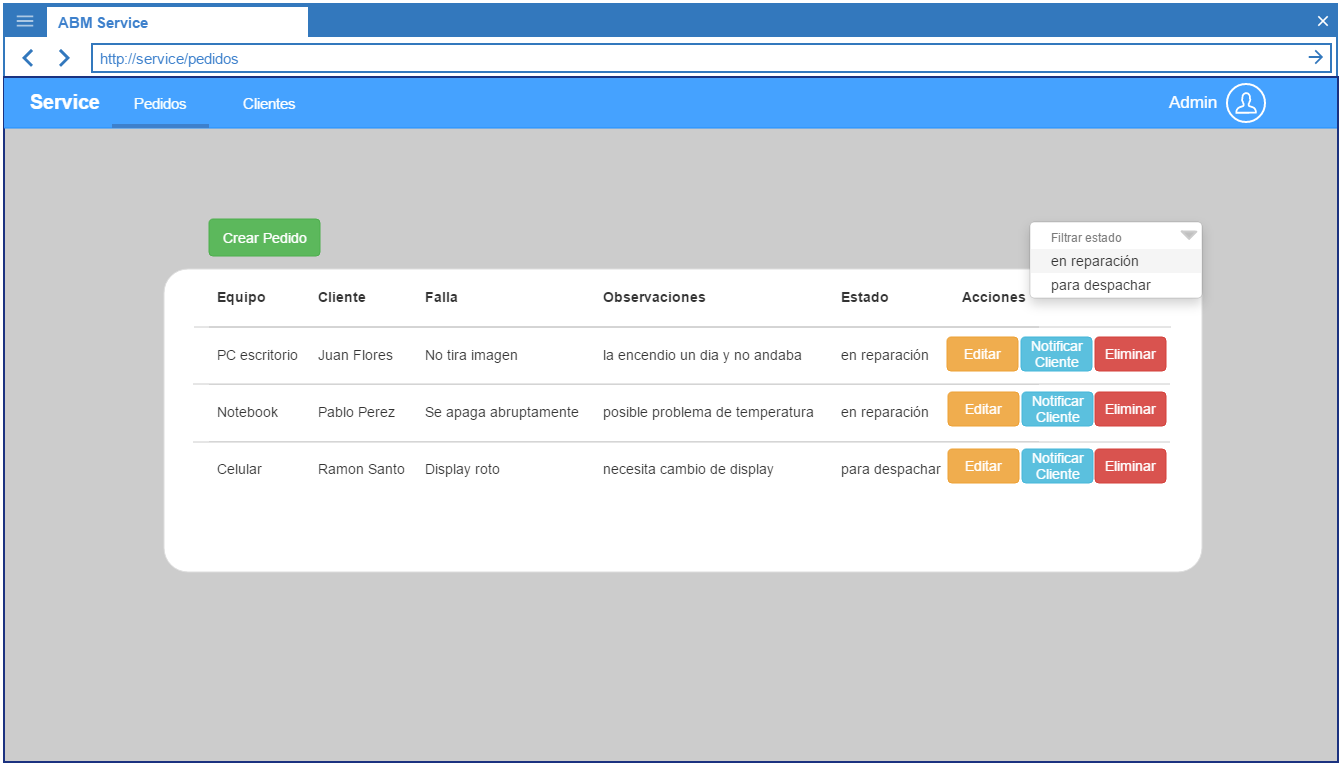 ABM Service
http://service/pedidos
Service Pedidos Clientes Admin
Crear Pedido
Filtrar estado
en reparación
para despachar
Equipo Cliente Falla Observaciones Estado Acciones
PC escritorio Juan Flores No tira imagen la encendio un dia y no andaba en reparación Editar Notificar Cliente Eliminar
Notebook Pablo Perez Se apaga abruptamente posible problema de temperatura en reparación Editar Notificar Cliente Eliminar
Celular Ramon Santo Display roto necesita cambio de display para despachar Editar Notificar Cliente Eliminar